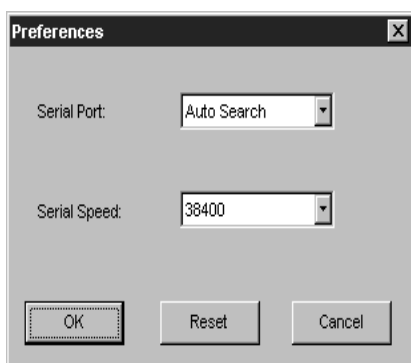 Preferences
Serial Port: Auto Search
Serial Speed: 38400
OK Reset Cancel